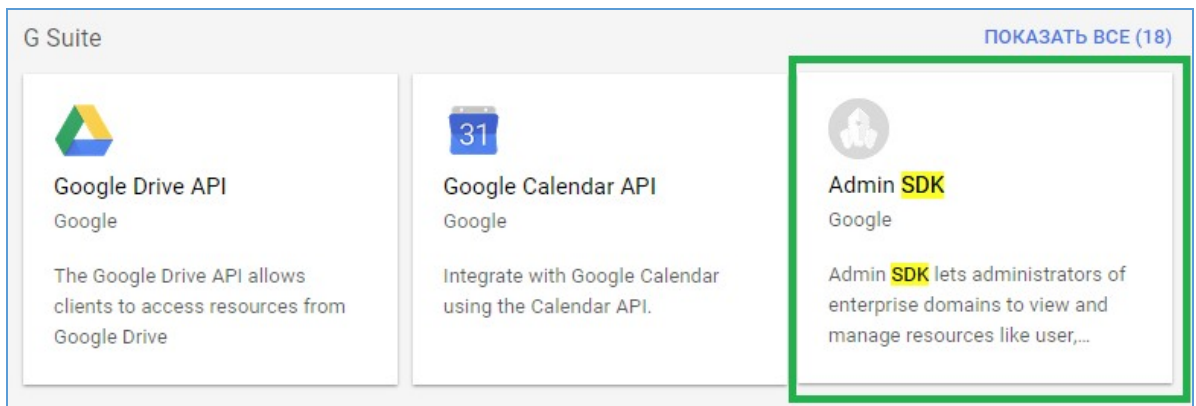 G Suite
ПОКАЗАТЬ ВСЕ (18)
Google Drive API
Google
The Google Drive API allows
clients to access resources from
Google Drive
31
Google Calendar API
Google
Integrate with Google Calendar
using the Calendar API.
Admin SDK
Google
Admin SDK lets administrators of
enterprise domains to view and
manage resources like user,...